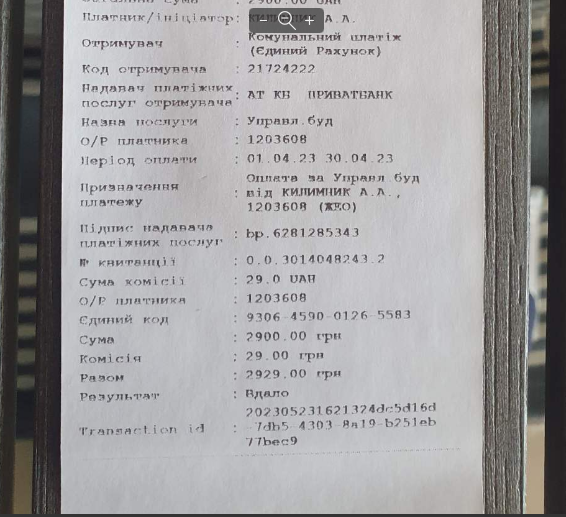 2900.00 UAH
Платник/ініціатор: А.А.
Отримувач : Комунальний платіж
(Єдиний Рахунок)
Код отримувача : 21724222
Надавач платіжних
послуг отримувача: АТ КБ ПРИВАТБАНК
Назва послуги : Управл.буд
О/Р платника : 1203608
Період оплати : 01.04.23 30.04.23
Призначення
платежу : Оплата за Управл буд
від КИЛИМНИК А.А.,
1203608 (ЖЕО)
Підпис надавача
платіжних послуг : bp.6281285343
№ квитанції : 0.0.3014048243.2
Сума комісії : 29.0 UAH
О/Р платника : 1203608
Єдиний код : 9306-4590-0126-5583
Сума : 2900.00 грн
Комісія : 29.00 грн
Разом : 2929.00 грн
Результат : Вдало
Transaction id : 202305231621324dc5d16d
-7db5-4303-8a19-b251eb
77bec9